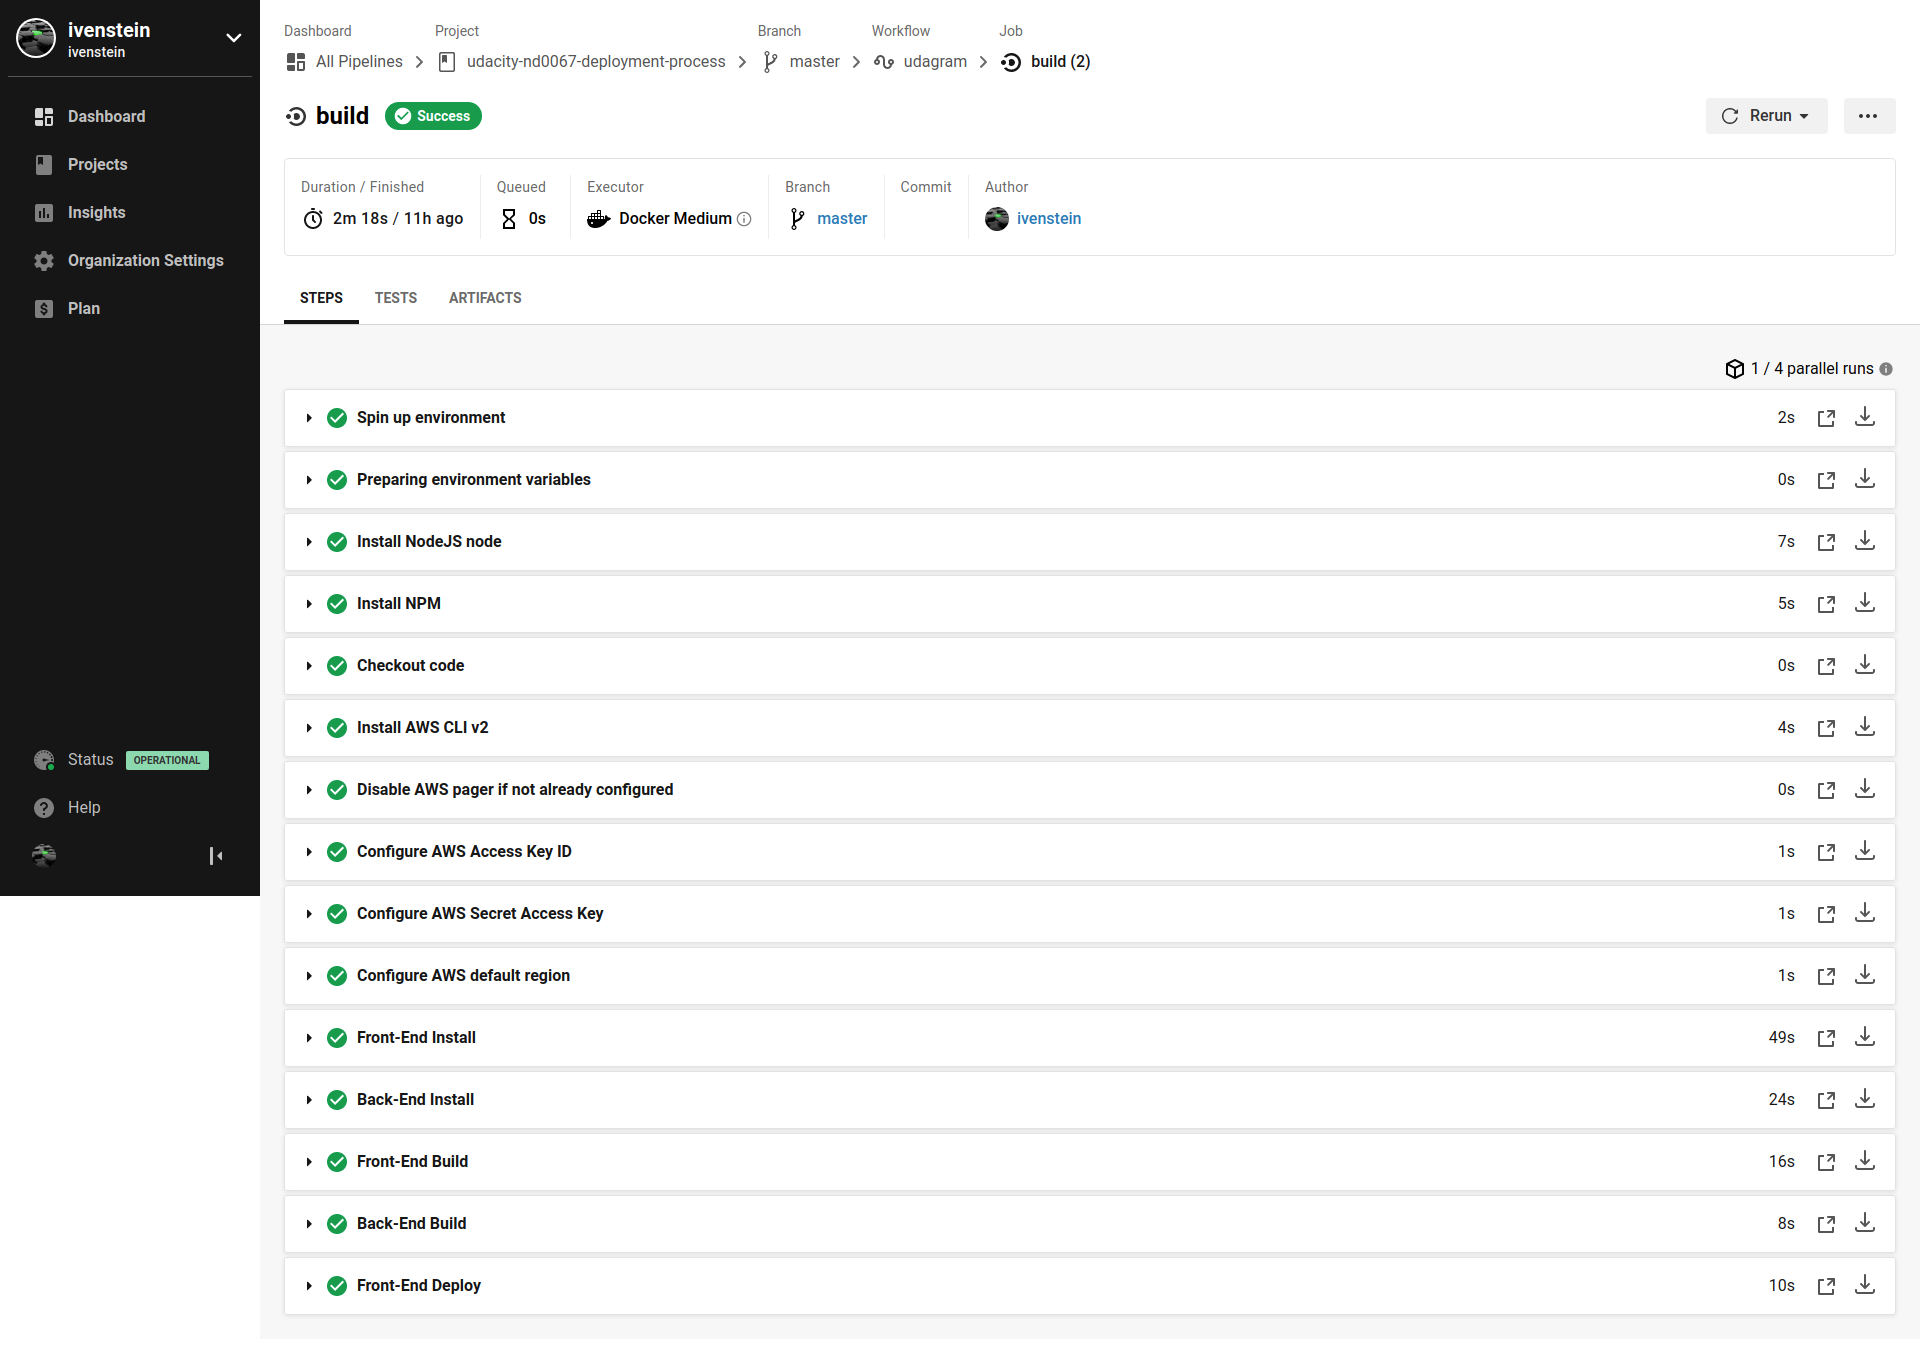 ivenstein
ivenstein
Dashboard
Projects
Insights
Organization Settings
Plan
Status OPERATIONAL
Help
Dashboard Project Branch Workflow Job
All Pipelines udacity-nd0067-deployment-process master udagram build (2)
build Success Rerun
Duration / Finished Queued Executor Branch Commit Author
2m 18s / 11h ago 0s Docker Medium master ivenstein
STEPS TESTS ARTIFACTS
1 / 4 parallel runs
Spin up environment 2s
Preparing environment variables 0s
Install NodeJS node 7s
Install NPM 5s
Checkout code 0s
Install AWS CLI v2 4s
Disable AWS pager if not already configured 0s
Configure AWS Access Key ID 1s
Configure AWS Secret Access Key 1s
Configure AWS default region 1s
Front-End Install 49s
Back-End Install 24s
Front-End Build 16s
Back-End Build 8s
Front-End Deploy 10s